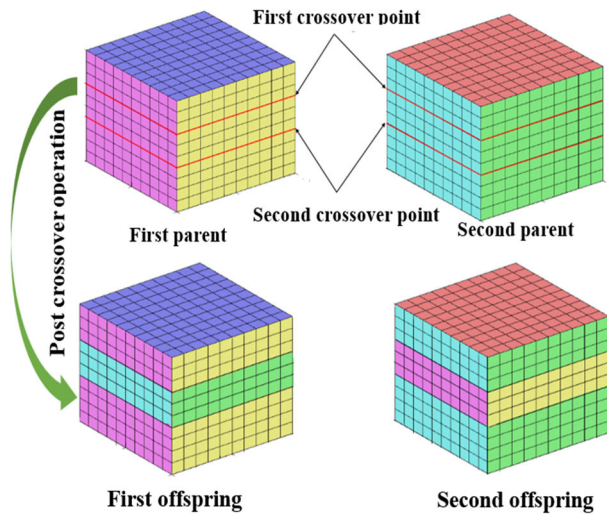 First crossover point
Post crossover operation
Second crossover point
First parent
Second parent
First offspring
Second offspring